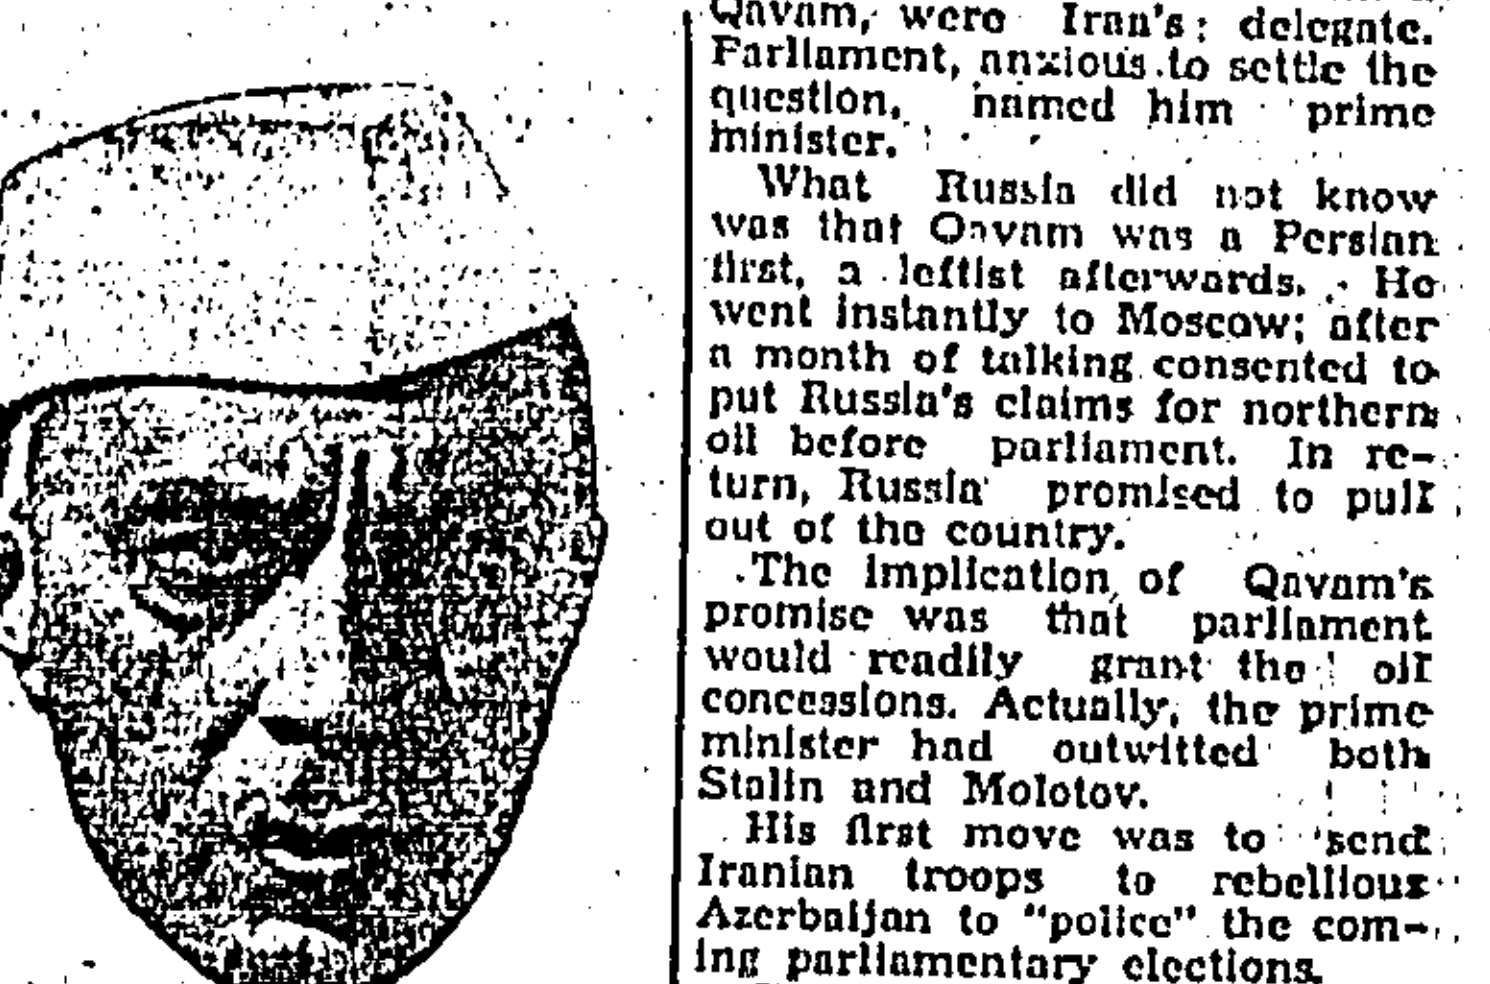 Qavam, were Iran's delegate.
Parliament, anxious to settle the
question, named him prime
minister.
What Russia did not know
was that Qavam was a Persian
first, a leftist afterwards. He
went instantly to Moscow; after
a month of talking consented to
put Russia's claims for northern
oil before parliament. In re-
turn, Russia promised to pull
out of the country.
The implication of Qavam's
promise was that parliament
would readily grant the oil
concessions. Actually, the prime
minister had outwitted both
Stalin and Molotov.
His first move was to send
Iranian troops to rebellious
Azerbaijan to "police" the com-
ing parliamentary elections.